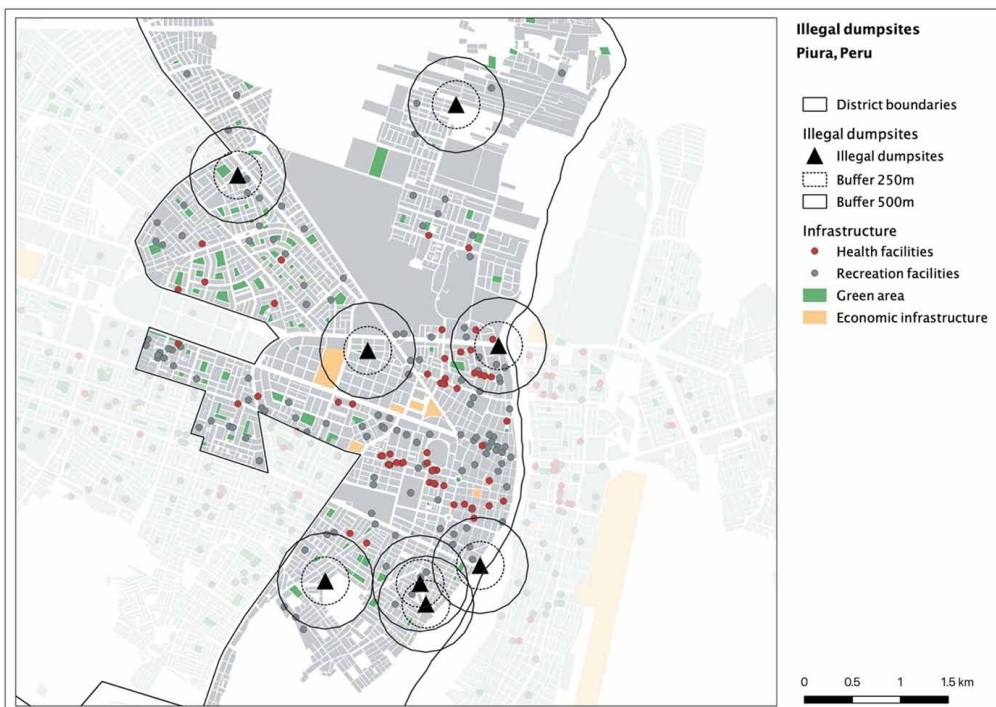 Illegal dumpsites
Piura, Peru
District boundaries
Illegal dumpsites
Illegal dumpsites
Buffer 250m
Buffer 500m
Infrastructure
Health facilities
Recreation facilities
Green area
Economic infrastructure
0 0.5 1 1.5 km